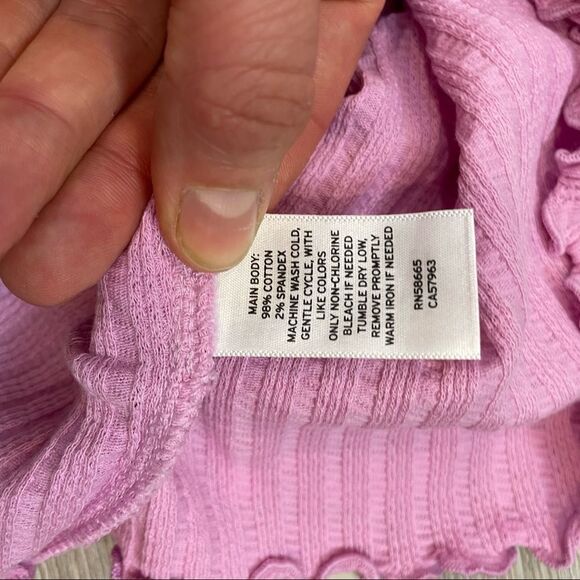 MAIN BODY:
98% COTTON
2% SPANDEX
MACHINE WASH COLD,
GENTLE CYCLE, WITH
LIKE COLORS
ONLY NON-CHLORINE
BLEACH IF NEEDED
TUMBLE DRY LOW,
REMOVE PROMPTLY
WARM IRON IF NEEDED
RN58665
CA57963